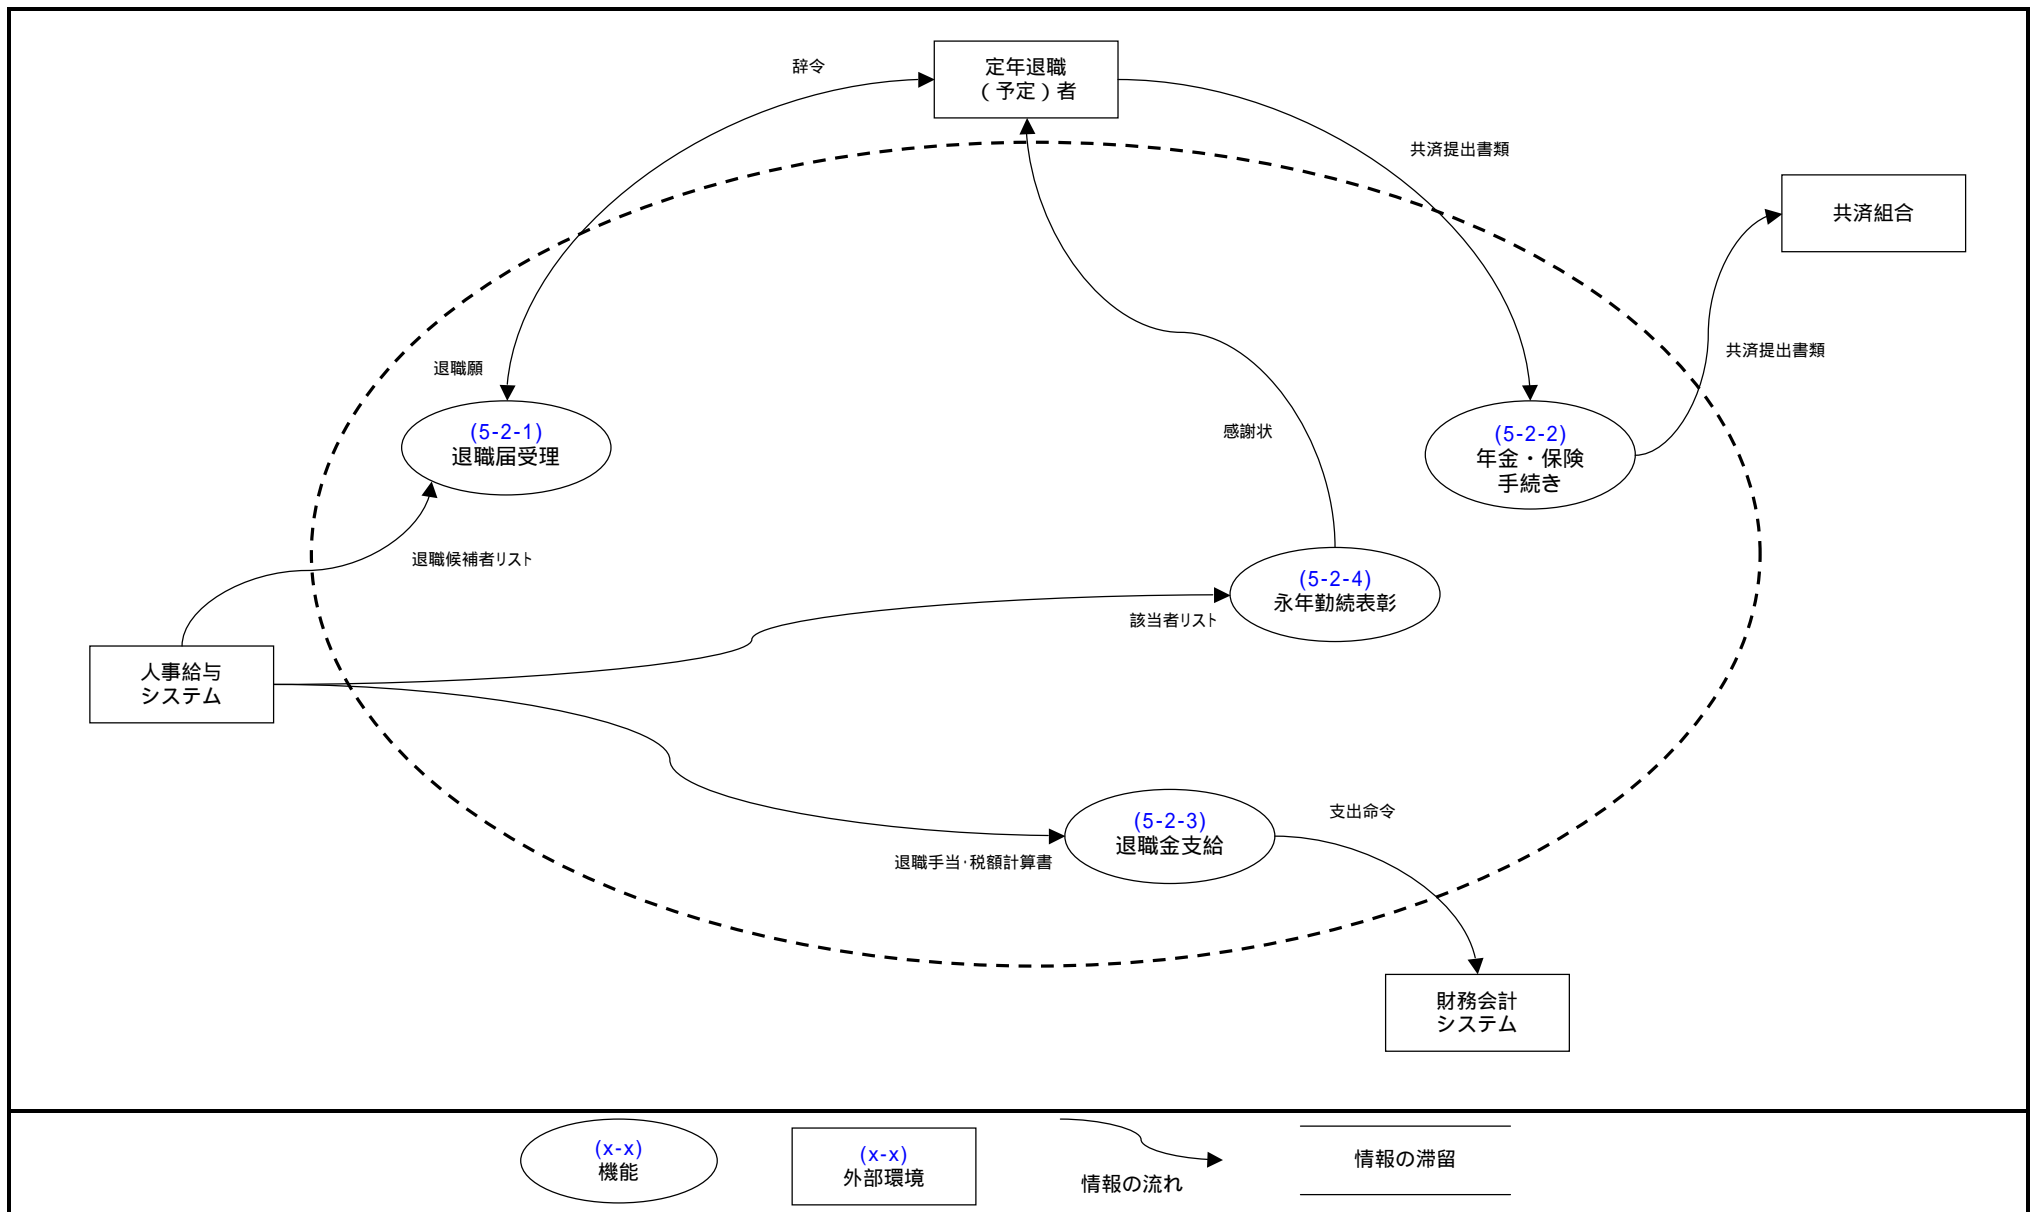 辞令
定年退職
（予定）者
共済提出書類
共済組合
退職願
共済提出書類
(5-2-1)
退職届受理
感謝状
(5-2-2)
年金・保険
手続き
退職候補者リスト
(5-2-4)
永年勤続表彰
該当者リスト
人事給与
システム
(5-2-3)
退職金支給
支出命令
退職手当･税額計算書
財務会計
システム
(x-x)
機能
(x-x)
外部環境
情報の流れ
情報の滞留